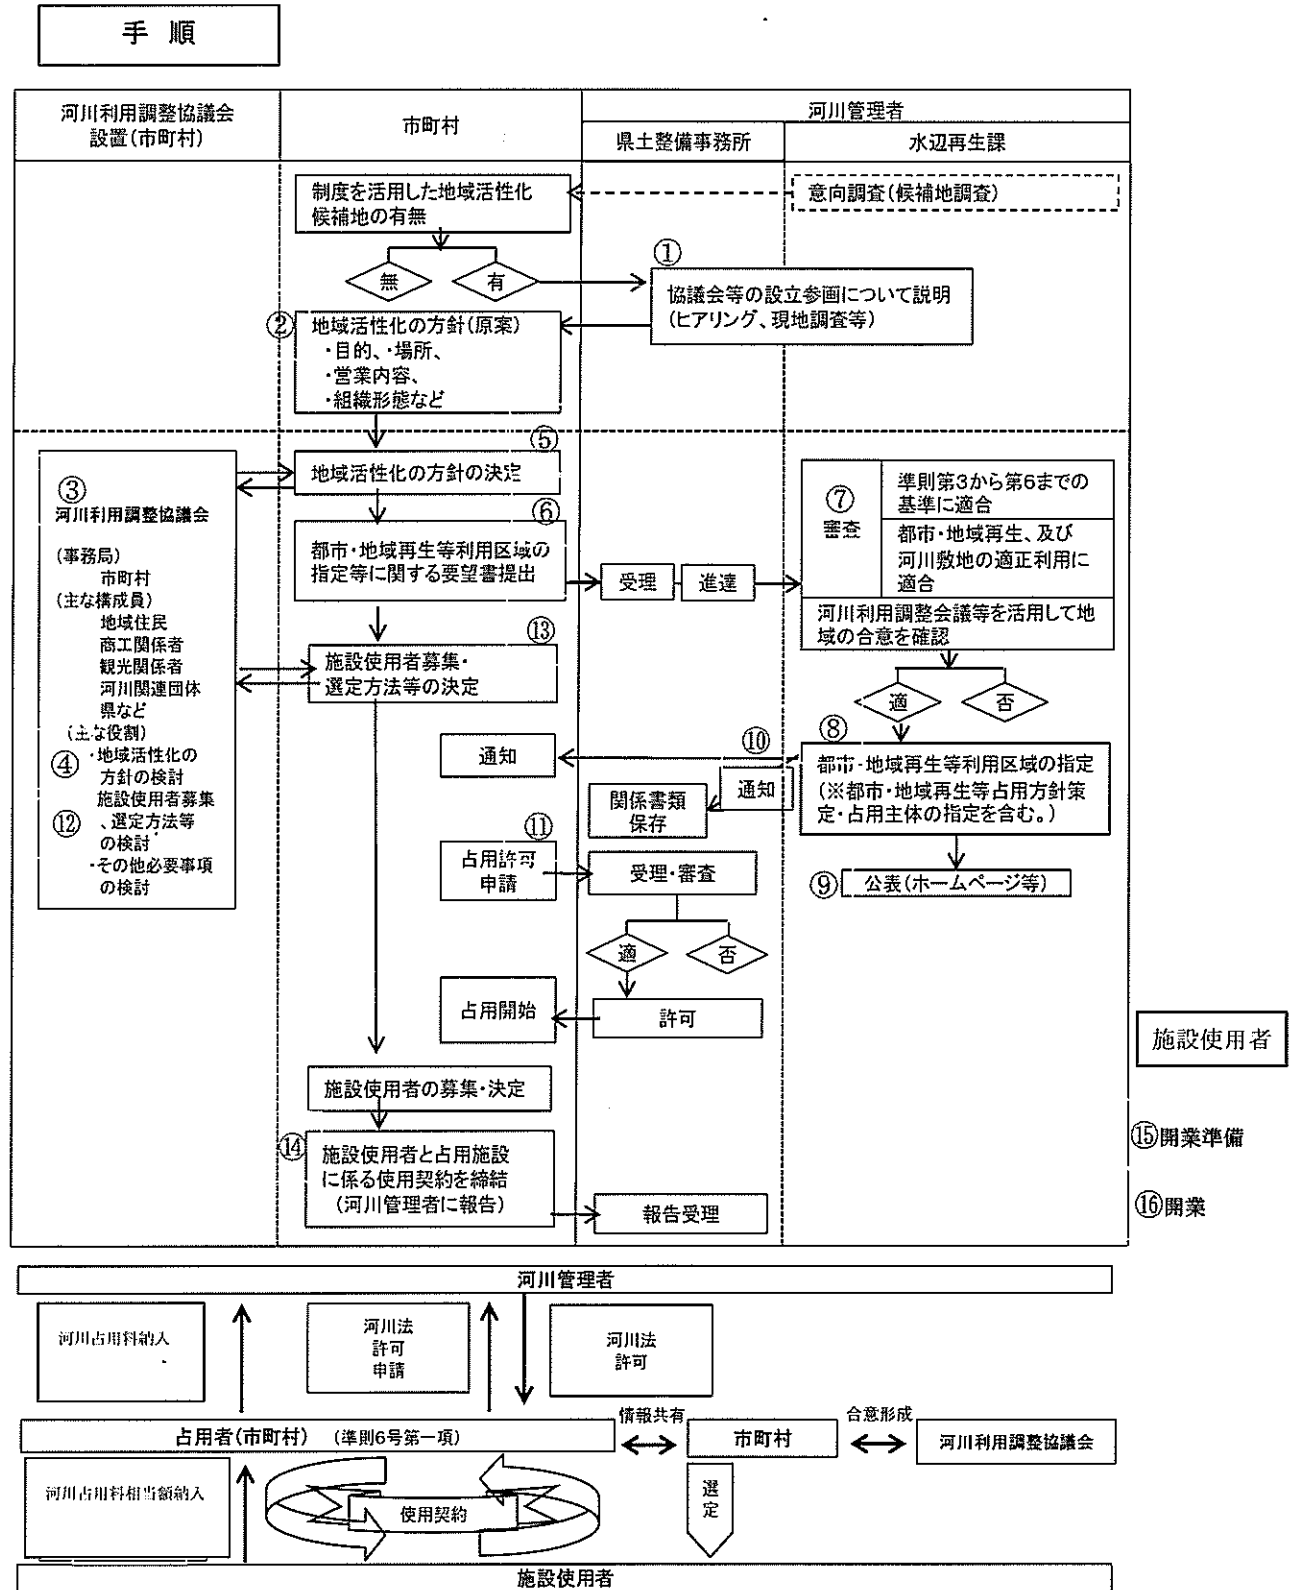 手 順
河川利用調整協議会
設置(市町村)
市町村
河川管理者
県土整備事務所
水辺再生課
制度を活用した地域活性化
候補地の有無
意向調査(候補地調査)
無
有
①
協議会等の設立参画について説明
(ヒアリング、現地調査等)
②
地域活性化の方針(原案)
・目的、・場所、
・営業内容、
・組織形態など
③
河川利用調整協議会
(事務局)
市町村
(主な構成員)
地域住民
商工関係者
観光関係者
河川関連団体
県など
(主な役割)
④
・地域活性化の
方針の検討
施設使用者募集
⑫
、選定方法等
の検討
・その他必要事項
の検討
⑤
地域活性化の方針の決定
⑥
都市・地域再生等利用区域の
指定等に関する要望書提出
受理
進達
⑦
審査
準則第3から第6までの
基準に適合
都市・地域再生、及び
河川敷地の適正利用に
適合
河川利用調整会議等を活用して地
域の合意を確認
適
否
⑬
施設使用者募集・
選定方法等の決定
⑧
都市・地域再生等利用区域の指定
(※都市・地域再生等占用方針策
定・占用主体の指定を含む。)
⑩
通知
通知
関係書類
保存
⑨
公表(ホームページ等)
⑪
占用許可
申請
受理・審査
適
否
占用開始
許可
施設使用者の募集・決定
⑭
施設使用者と占用施設
に係る使用契約を締結
(河川管理者に報告)
報告受理
施設使用者
⑮開業準備
⑯開業
河川管理者
河川占用料納入
河川法
許可
申請
河川法
許可
占用者(市町村) (準則6号第一項)
情報共有
市町村
合意形成
河川利用調整協議会
河川占用料相当額納入
使用契約
選
定
施設使用者